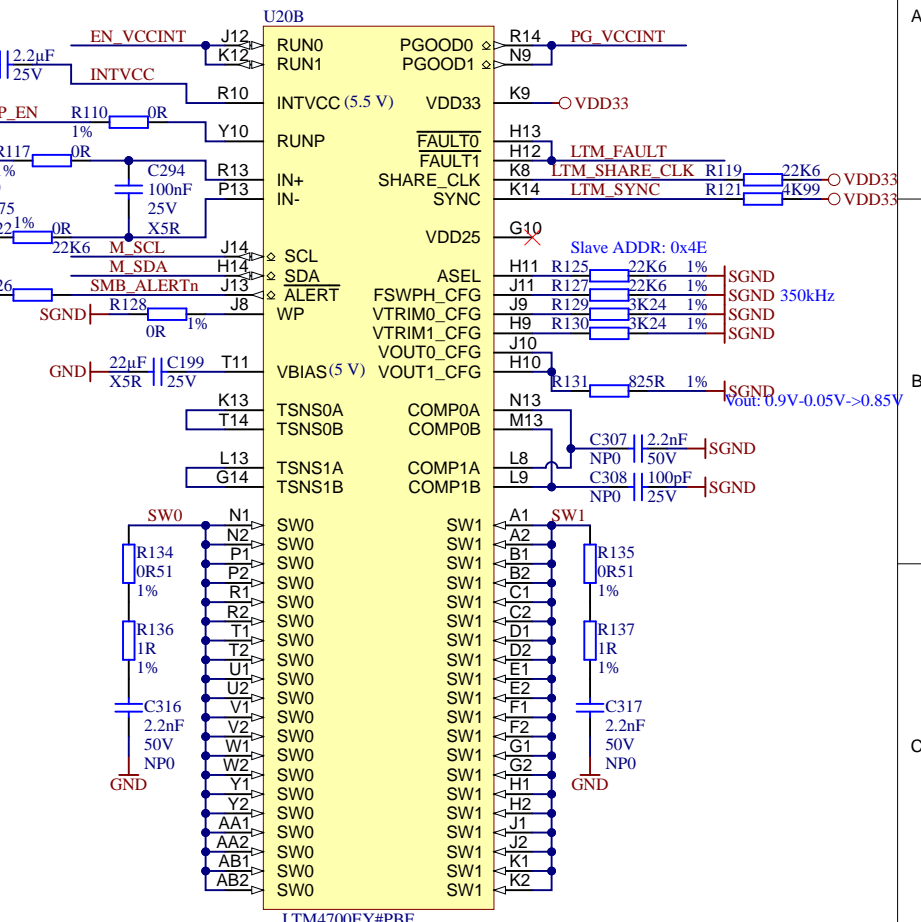 U20B
A
EN_VCCINT J12 RUN0 PGOOD0 R14 PG_VCCINT
K12 RUN1 PGOOD1 N9
2.2µF
25V
INTVCC
R10 INTVCC (5.5 V) VDD33 K9 VDD33
P_EN R110 0R
1%
Y10 RUNP FAULT0 H13
FAULT1 H12 LTM_FAULT
R117 0R
1%
R13 IN+ SHARE_CLK K8 LTM_SHARE_CLK R119 22K6 VDD33
P13 IN- SYNC K14 LTM_SYNC R121 4K99 VDD33
C294
100nF
25V
X5R
75
22 1% 0R
22K6
VDD25 G10
Slave ADDR: 0x4E
M_SCL J14 SCL
M_SDA H14 SDA ASEL H11 R125 22K6 1% SGND
26 SMB_ALERTn J13 ALERT FSWPH_CFG J11 R127 22K6 1% SGND 350kHz
SGND R128 0R 1% J8 WP VTRIM0_CFG J9 R129 3K24 1% SGND
VTRIM1_CFG H9 R130 3K24 1% SGND
VOUT0_CFG J10
GND 22µF C199 T11 VBIAS (5 V) VOUT1_CFG H10
X5R 25V
R131 825R 1% SGND
B
Vout: 0.9V-0.05V->0.85V
K13 TSNS0A COMP0A N13
T14 TSNS0B COMP0B M13
C307 2.2nF SGND
NP0 50V
L13 TSNS1A COMP1A L8
G14 TSNS1B COMP1B L9
C308 100pF SGND
NP0 25V
SW0 N1 SW0 SW1 A1 SW1
N2 SW0 SW1 A2
P1 SW0 SW1 B1
P2 SW0 SW1 B2
R1 SW0 SW1 C1
R2 SW0 SW1 C2
T1 SW0 SW1 D1
T2 SW0 SW1 D2
U1 SW0 SW1 E1
U2 SW0 SW1 E2
V1 SW0 SW1 F1
V2 SW0 SW1 F2
W1 SW0 SW1 G1
W2 SW0 SW1 G2
Y1 SW0 SW1 H1
Y2 SW0 SW1 H2
AA1 SW0 SW1 J1
AA2 SW0 SW1 J2
AB1 SW0 SW1 K1
AB2 SW0 SW1 K2
R134
0R51
1%
R136
1R
1%
C316
2.2nF
50V
NP0
GND
R135
0R51
1%
R137
1R
1%
C317
2.2nF
50V
NP0
GND
C
LTM4700EY#PBF